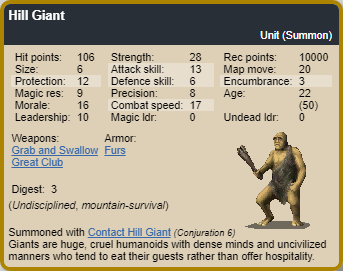 Hill Giant
Unit (Summon)
Hit points: 106 Strength: 28 Rec points: 10000
Size: 6 Attack skill: 13 Map move: 20
Protection: 12 Defence skill: 6 Encumbrance: 3
Magic res: 9 Precision: 8 Age: 22
Morale: 16 Combat speed: 17 (50)
Leadership: 10 Magic ldr: 0 Undead ldr: 0
Weapons: Armor:
Grab and Swallow Furs
Great Club
Digest: 3
(Undisciplined, mountain-survival)
Summoned with Contact Hill Giant (Conjuration 6)
Giants are huge, cruel humanoids with dense minds and uncivilized
manners who tend to eat their guests rather than offer hospitality.